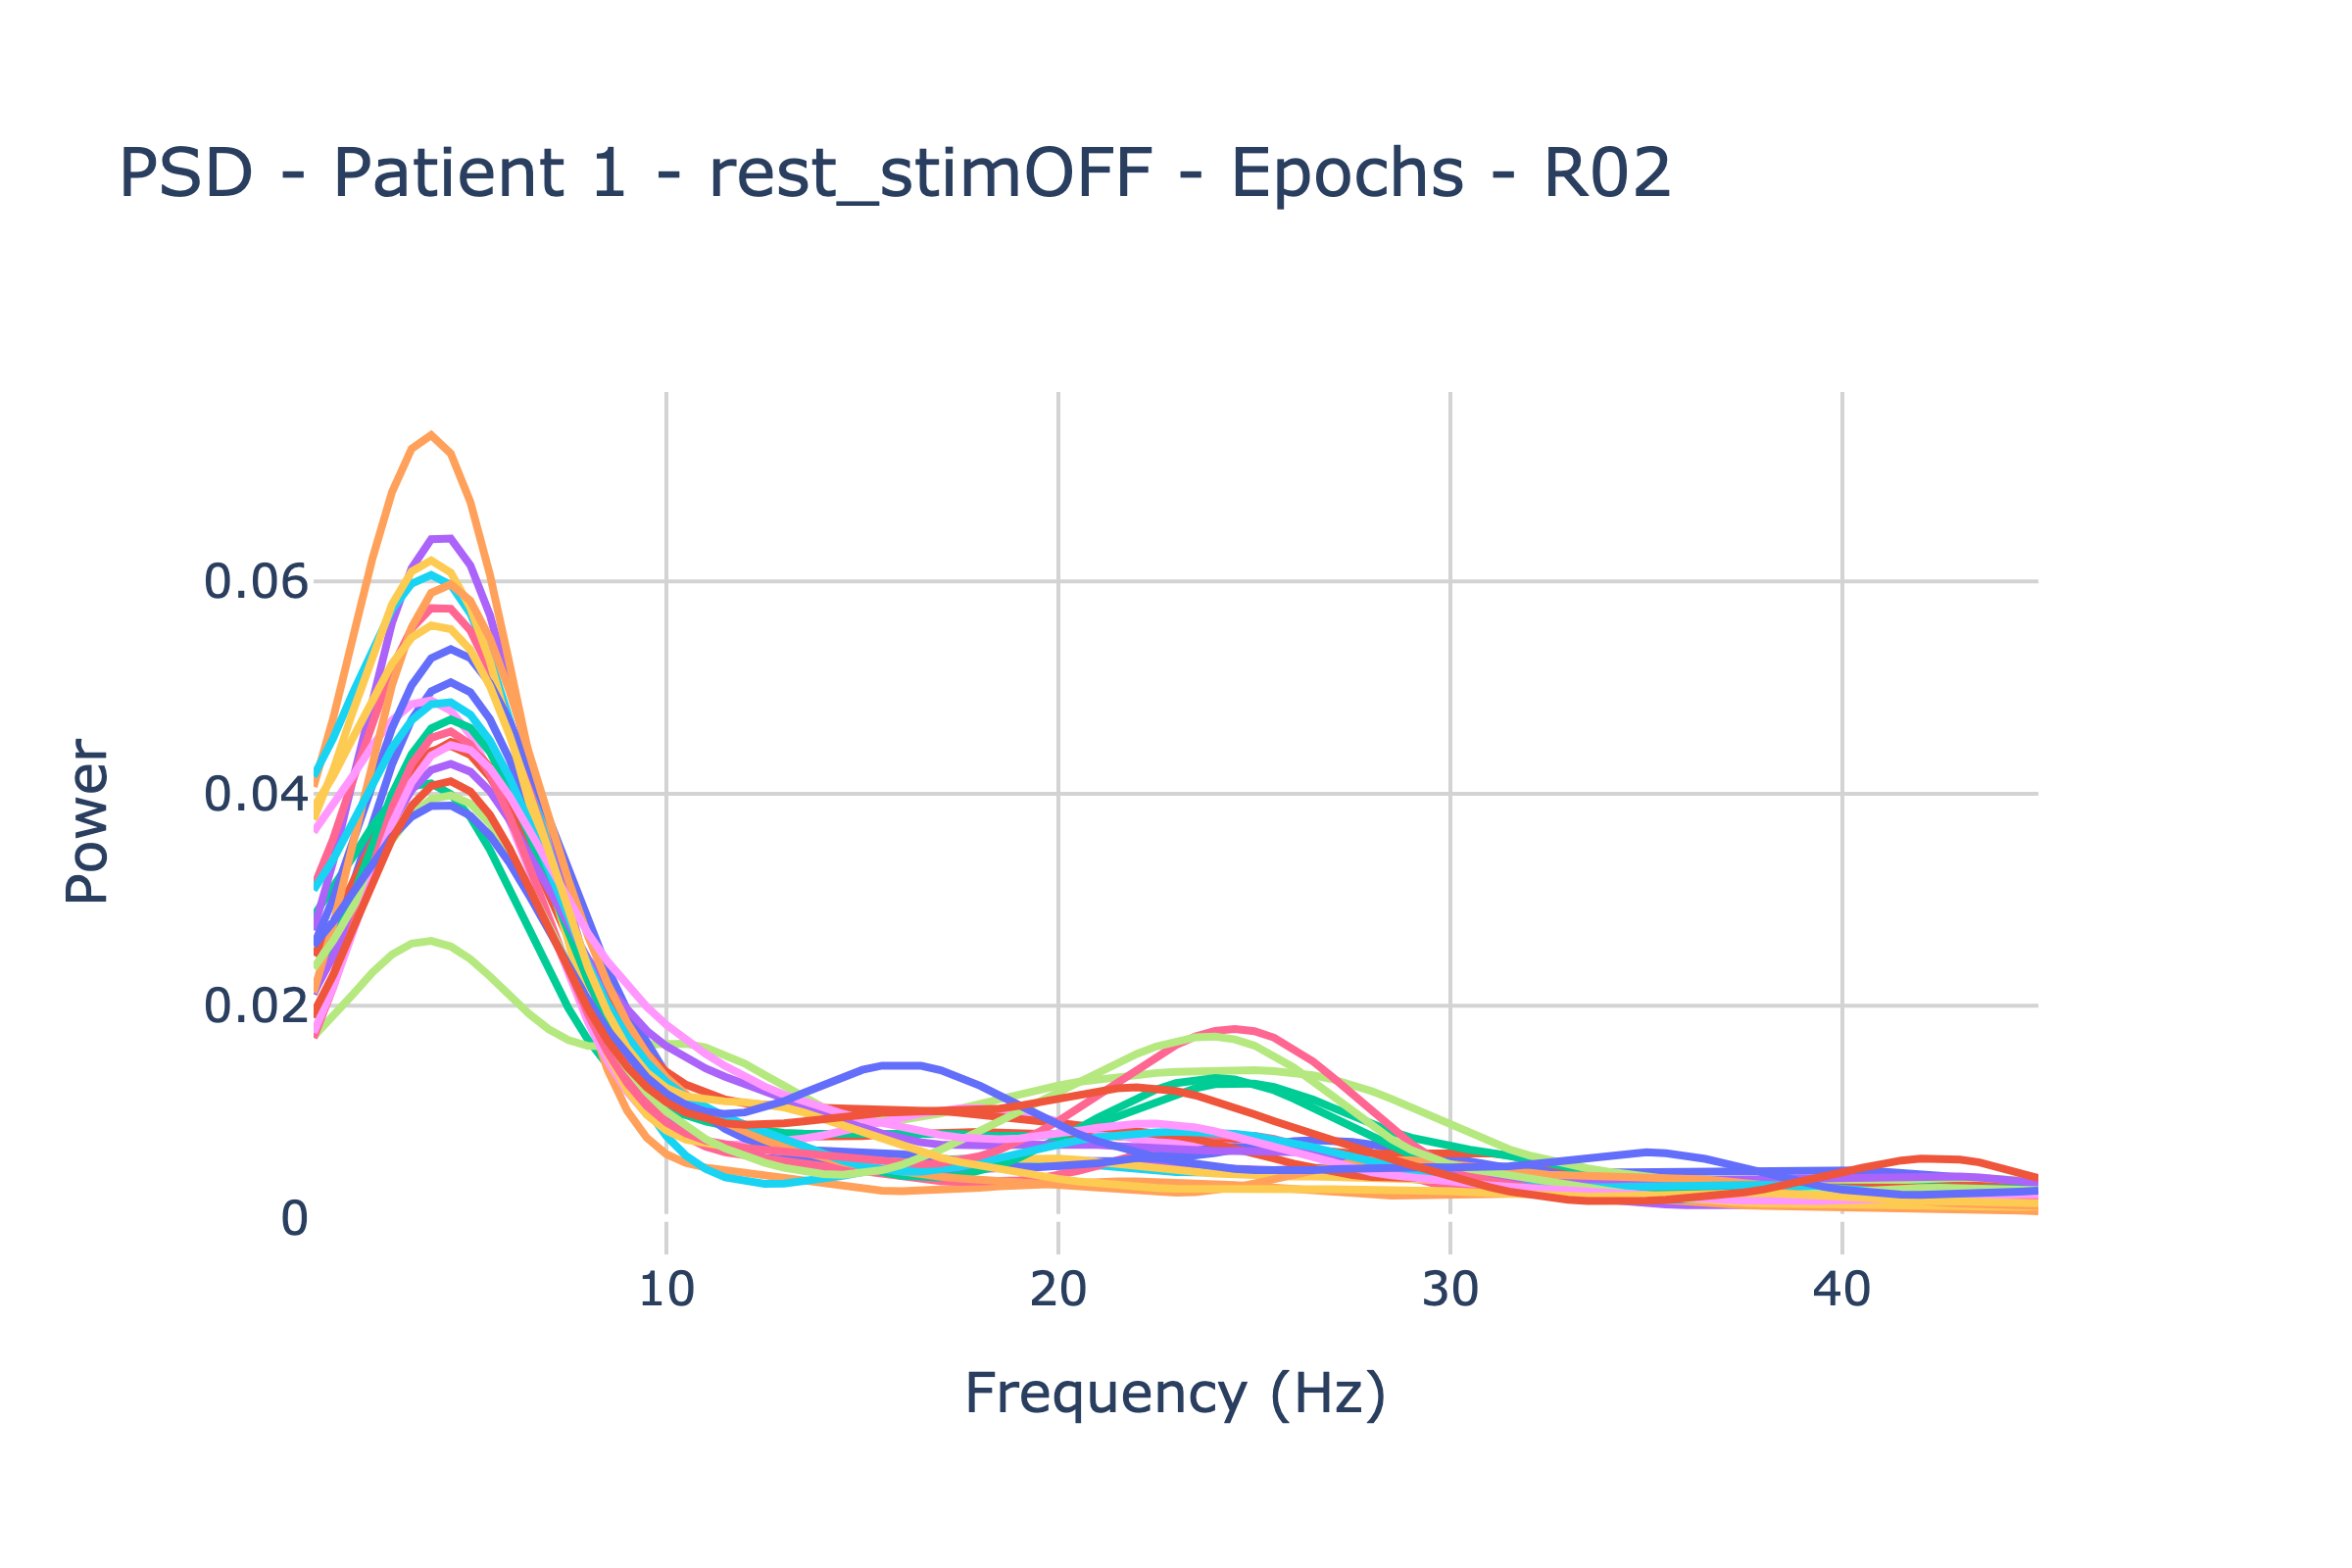 PSD - Patient 1 - rest_stimOFF - Epochs - R02
0.06
0.04
0.02
0
Power
10 20 30 40
Frequency (Hz)